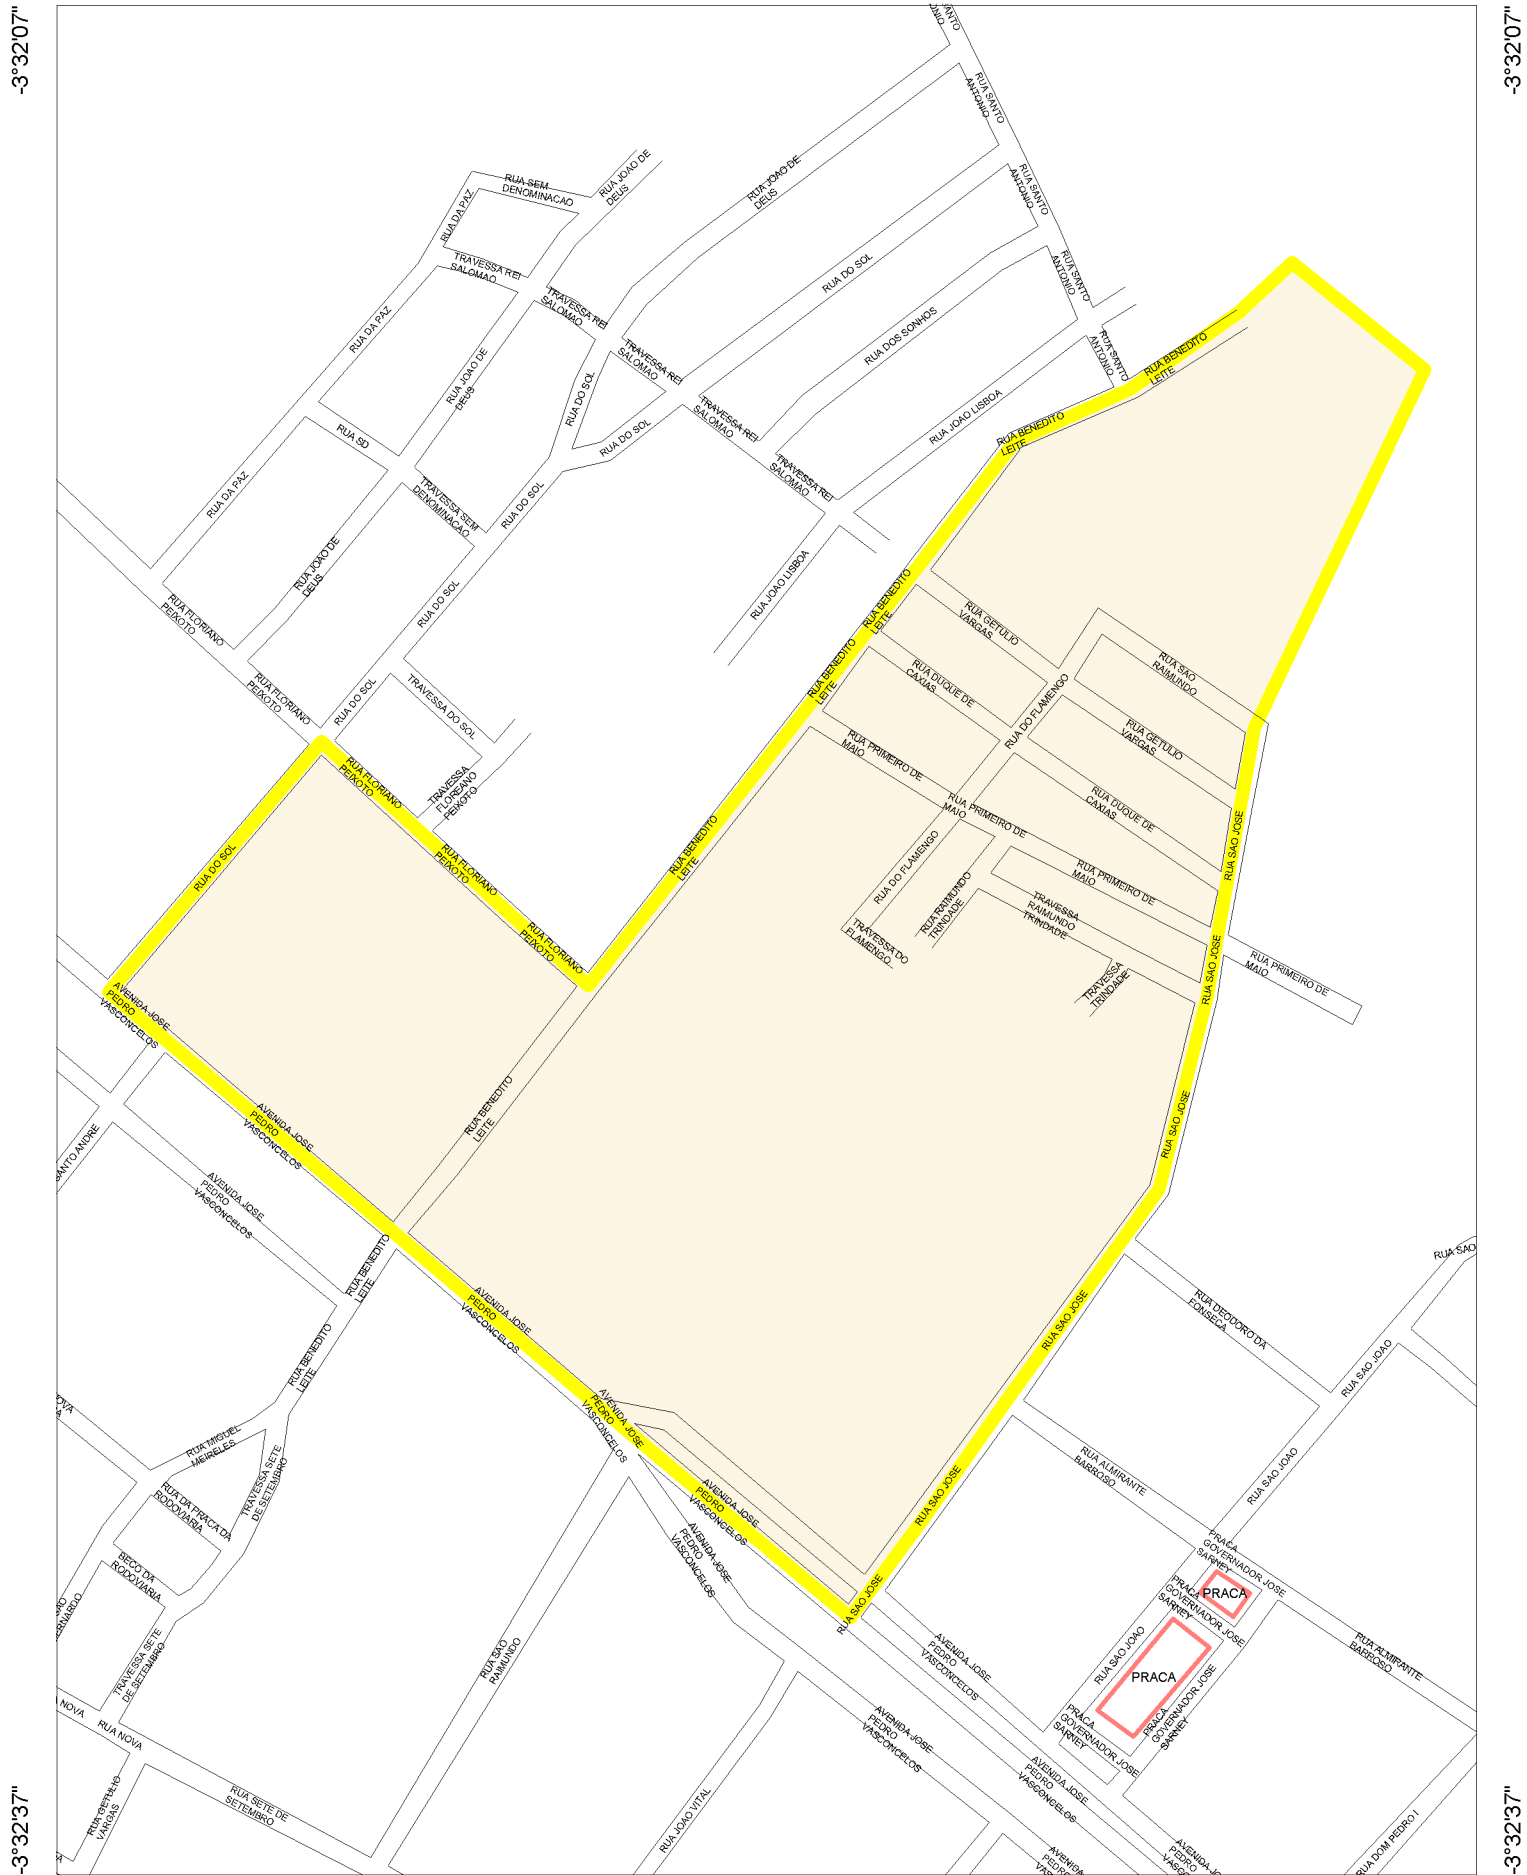 -3°32'07"
-3°32'07"
RUA SANTO
ANTONIO
RUA SANTO
ANTONIO
RUA SANTO
ANTONIO
RUA SANTO
ANTONIO
RUA JOAO DE
DEUS
RUA JOAO DE
DEUS
RUA SEM
DENOMINACAO
RUA DA PAZ
TRAVESSA REI
SALOMAO
TRAVESSA REI
SALOMAO
TRAVESSA REI
SALOMAO
TRAVESSA REI
SALOMAO
TRAVESSA REI
SALOMAO
RUA DO SOL
RUA DOS SONHOS
RUA DA PAZ
RUA JOAO DE
DEUS
RUA DO SOL
RUA DO SOL
RUA JOAO LISBOA
RUA BENEDITO
LEITE
RUA BENEDITO
LEITE
RUA SD
RUA DA PAZ
TRAVESSA SEM
DENOMINACAO
RUA DO SOL
RUA JOAO DE
DEUS
RUA DO SOL
RUA JOAO LISBOA
RUA BENEDITO
LEITE
RUA BENEDITO
LEITE
RUA FLORIANO
PEIXOTO
RUA FLORIANO
PEIXOTO
RUA DO SOL
TRAVESSA DO SOL
RUA GETULIO
VARGAS
RUA DUQUE DE
CAXIAS
RUA SAO
RAIMUNDO
RUA DO FLAMENGO
RUA GETULIO
VARGAS
RUA PRIMEIRO DE
MAIO
RUA FLORIANO
PEIXOTO
TRAVESSA
FLOREANO
PEIXOTO
RUA PRIMEIRO DE
MAIO
RUA DUQUE DE
CAXIAS
RUA DO SOL
RUA FLORIANO
PEIXOTO
RUA BENEDITO
LEITE
RUA DO FLAMENGO
RUA SAO JOSE
RUA PRIMEIRO DE
MAIO
RUA RAIMUNDO
TRINDADE
TRAVESSA
RAIMUNDO
TRINDADE
RUA FLORIANO
PEIXOTO
TRAVESSA DO
FLAMENGO
TRAVESSA
TRINDADE
RUA SAO JOSE
RUA PRIMEIRO DE
MAIO
AVENIDA JOSE
PEDRO
VASCONCELOS
AVENIDA JOSE
PEDRO
VASCONCELOS
RUA BENEDITO
LEITE
RUA SAO JOSE
SANTO ANDRE
AVENIDA JOSE
PEDRO
VASCONCELOS
RUA BENEDITO
LEITE
RUA SAO
AVENIDA JOSE
PEDRO
VASCONCELOS
RUA SAO JOSE
RUA DEODORO DA
FONSECA
RUA BENEDITO
LEITE
RUA SAO JOAO
OVA
A
RUA MIGUEL
MEIRELES
AVENIDA JOSE
PEDRO
VASCONCELOS
RUA ALMIRANTE
BARROSO
RUA SAO JOAO
TRAVESSA SETE
DE SETEMBRO
RUA DA PRACA DA
RODOVIARIA
AVENIDA JOSE
PEDRO
VASCONCELOS
RUA SAO JOSE
AVENIDA JOSE
PEDRO
VASCONCELOS
BECO DA
RODOVIARIA
PRACA
GOVERNADOR JOSE
SARNEY
PRACA
PRACA
GOVERNADOR JOSE
SARNEY
RUA SAO JOSE
ERNARDO
TRAVESSA SETE
DE SETEMBRO
RUA SAO
RAIMUNDO
AVENIDA JOSE
PEDRO
VASCONCELOS
RUA SAO JOAO
PRACA
PRACA
GOVERNADOR JOSE
SARNEY
RUA ALMIRANTE
BARROSO
NOVA
RUA NOVA
AVENIDA JOSE
PEDRO
VASCONCELOS
PRACA
GOVERNADOR JOSE
SARNEY
RUA GETULIO
VARGAS
RUA SETE DE
SETEMBRO
RUA JOAO VITAL
AVENIDA JOSE
PEDRO
VASCONCELOS
AVENIDA
PEDRO
AVENIDA JOSE
PEDRO
RUA DOM PEDRO I
-3°32'37"
-3°32'37"